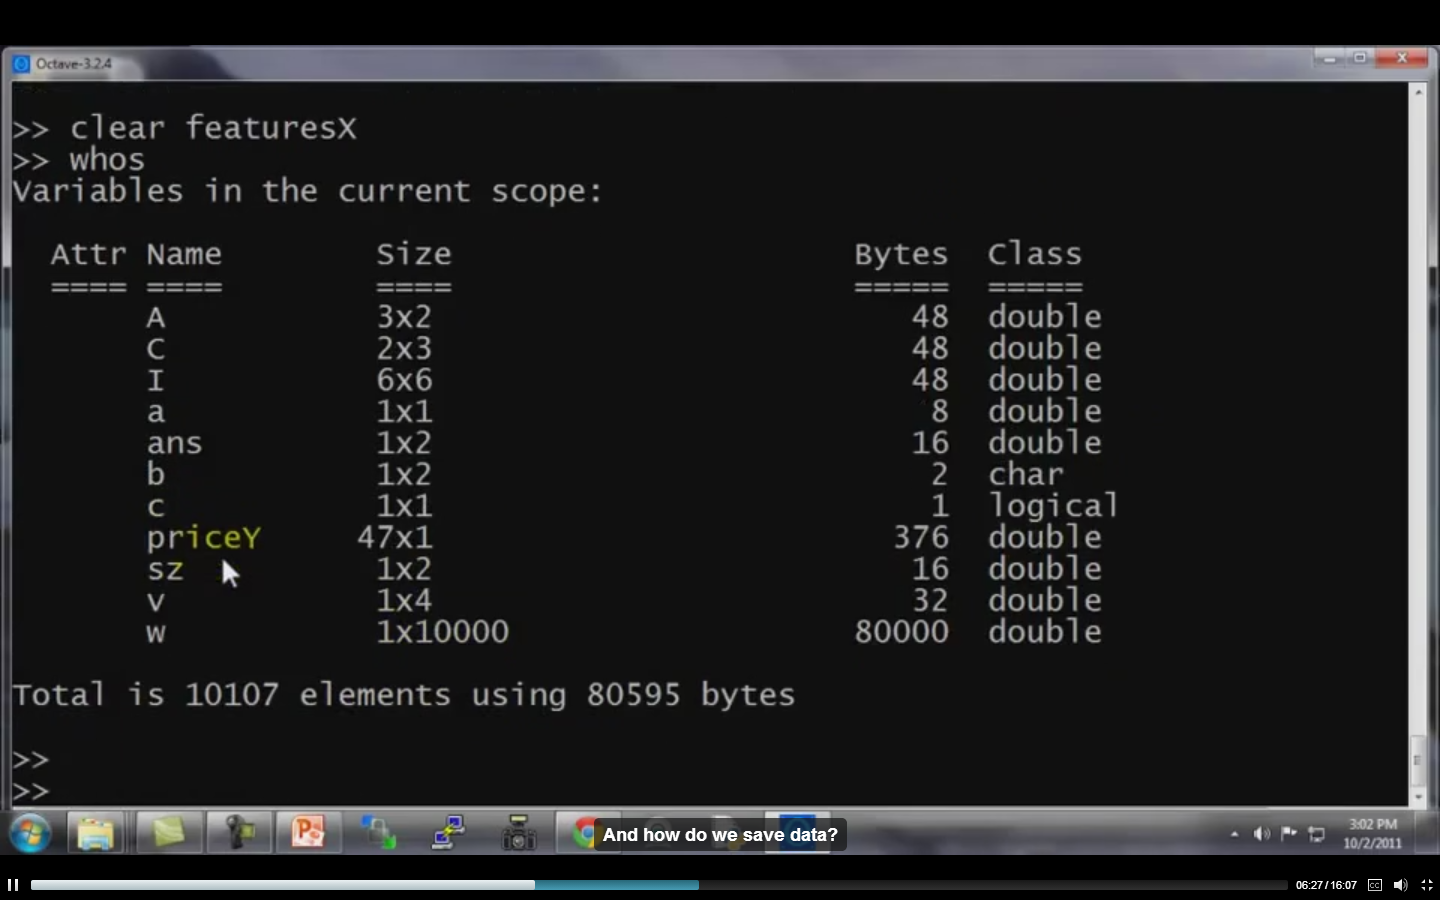 Octave-3.2.4
>> clear featuresX
>> whos
Variables in the current scope:
Attr Name Size Bytes Class
==== ==== ==== ===== =====
A 3x2 48 double
C 2x3 48 double
I 6x6 48 double
a 1x1 8 double
ans 1x2 16 double
b 1x2 2 char
c 1x1 1 logical
priceY 47x1 376 double
sz 1x2 16 double
v 1x4 32 double
w 1x10000 80000 double
Total is 10107 elements using 80595 bytes
>>
>>
And how do we save data?
3:02 PM
10/2/2011
06:27 / 16:07 CC